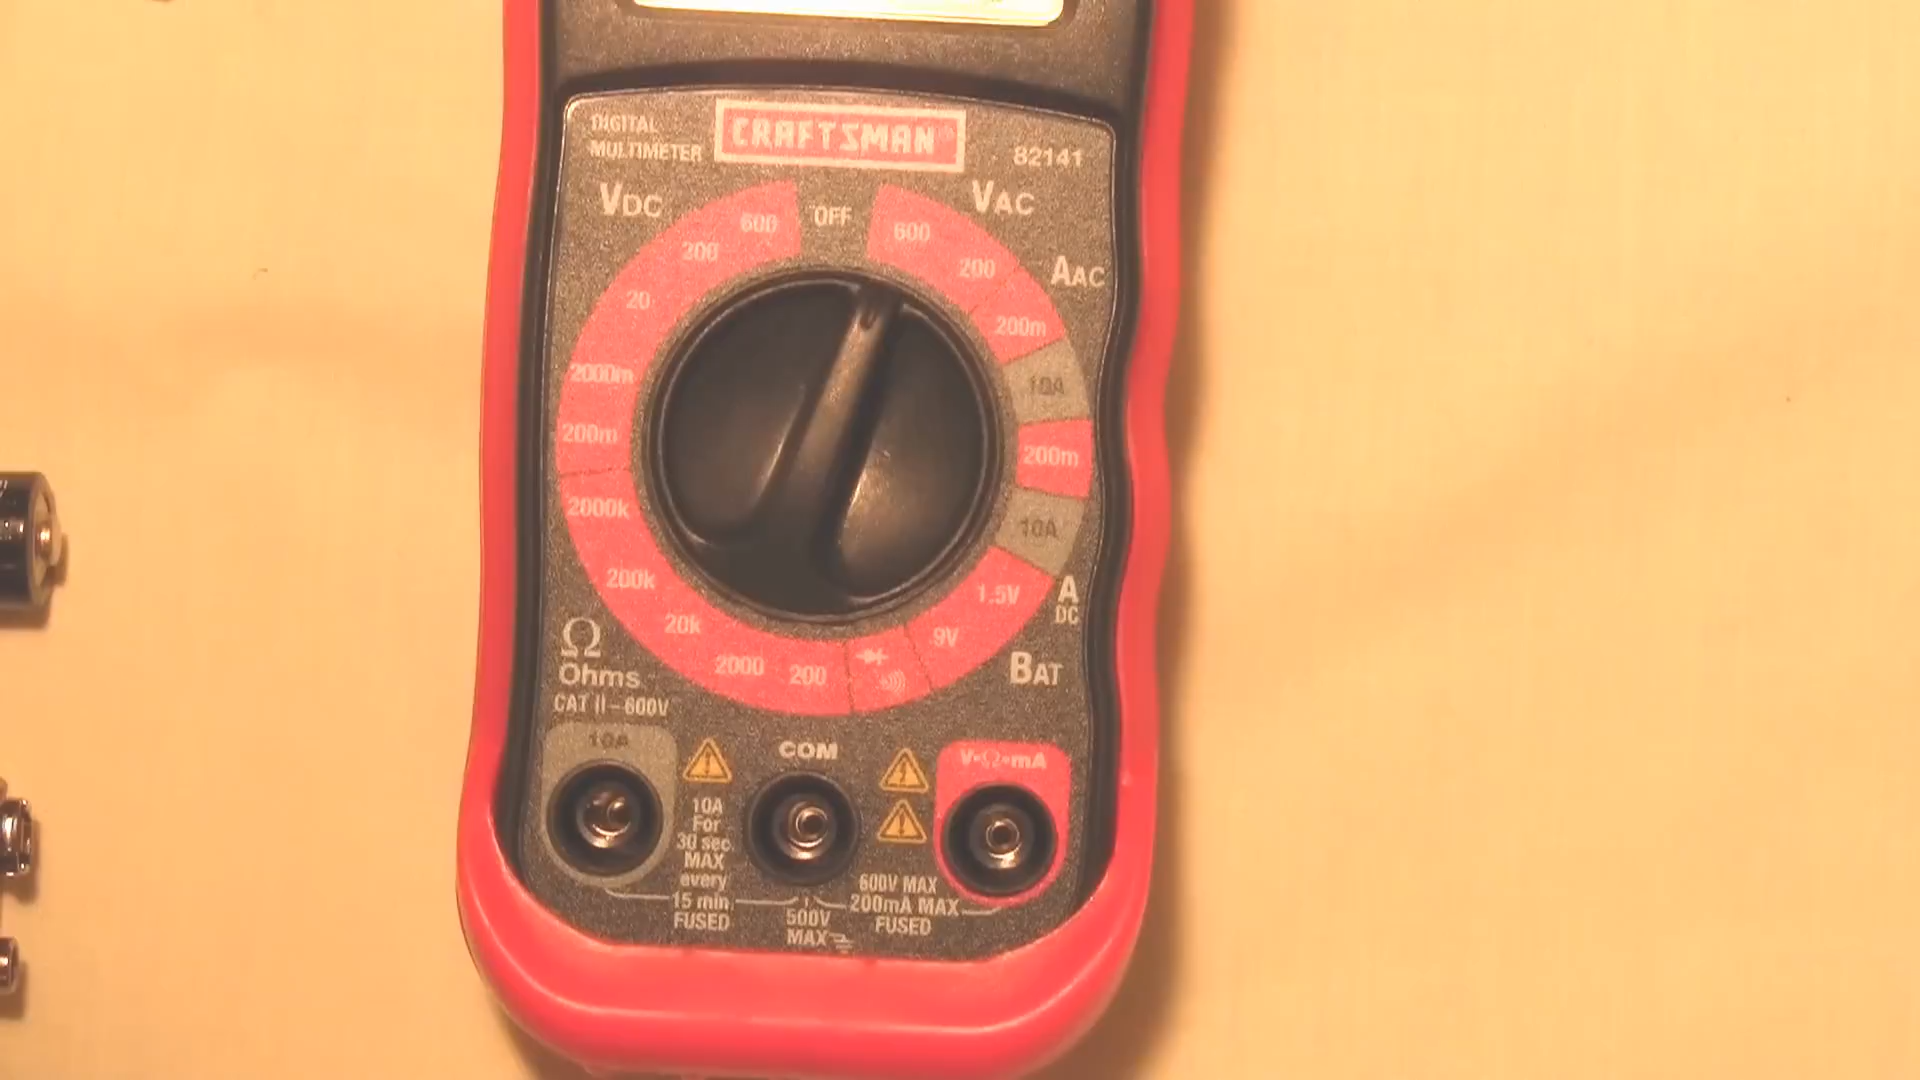 DIGITAL
MULTIMETER
CRAFTSMAN
82141
VDC
OFF
VAC
600
200
20
2000m
200m
600
200
AAC
200m
10A
200m
10A
A
DC
2000k
200k
20k
2000
200
1.5V
9V
BAT
Ω
Ohms
CAT II-600V
10A
COM
V•Ω•mA
10A
For
30 sec.
MAX
every
15 min.
FUSED
500V
MAX
600V MAX
200mA MAX
FUSED